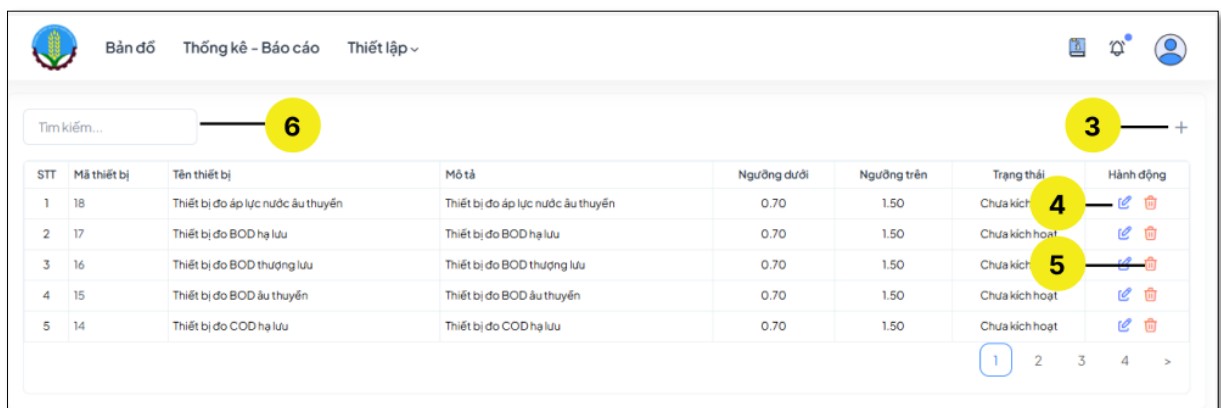 Bản đồ Thống kê – Báo cáo Thiết lập
Tìm kiếm... 6 3 +
STT Mã thiết bị Tên thiết bị Mô tả Ngưỡng dưới Ngưỡng trên Trạng thái Hành động
1 18 Thiết bị đo áp lực nước âu thuyền Thiết bị đo áp lực nước âu thuyền 0.70 1.50 Chưa 4
2 17 Thiết bị đo BOD hạ lưu Thiết bị đo BOD hạ lưu 0.70 1.50 Chưa kích hoạt
3 16 Thiết bị đo BOD thượng lưu Thiết bị đo BOD thượng lưu 0.70 1.50 Chưa 5
4 15 Thiết bị đo BOD âu thuyền Thiết bị đo BOD âu thuyền 0.70 1.50 Chưa kích hoạt
5 14 Thiết bị đo COD hạ lưu Thiết bị đo COD hạ lưu 0.70 1.50 Chưa kích hoạt
1 2 3 4 >